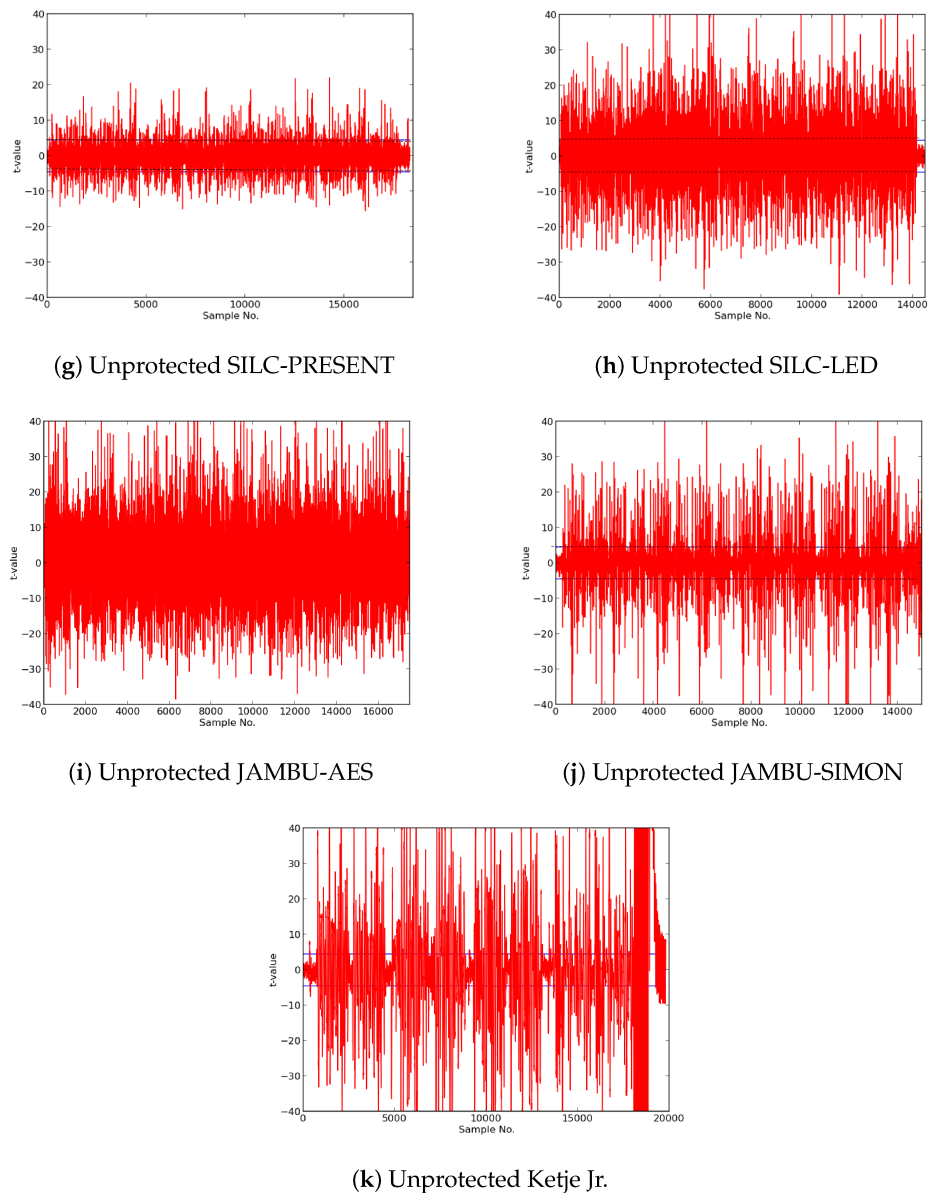 40
30
20
10
0
−10
−20
−30
−40
t-value
0 5000 10000 15000
Sample No.
40
30
20
10
0
−10
−20
−30
−40
t-value
0 2000 4000 6000 8000 10000 12000 14000
Sample No.
(g) Unprotected SILC-PRESENT
(h) Unprotected SILC-LED
40
30
20
10
0
−10
−20
−30
−40
t-value
0 2000 4000 6000 8000 10000 12000 14000 16000
Sample No.
40
30
20
10
0
−10
−20
−30
−40
t-value
0 2000 4000 6000 8000 10000 12000 14000
Sample No.
(i) Unprotected JAMBU-AES
(j) Unprotected JAMBU-SIMON
40
30
20
10
0
−10
−20
−30
−40
t-value
0 5000 10000 15000 20000
Sample No.
(k) Unprotected Ketje Jr.